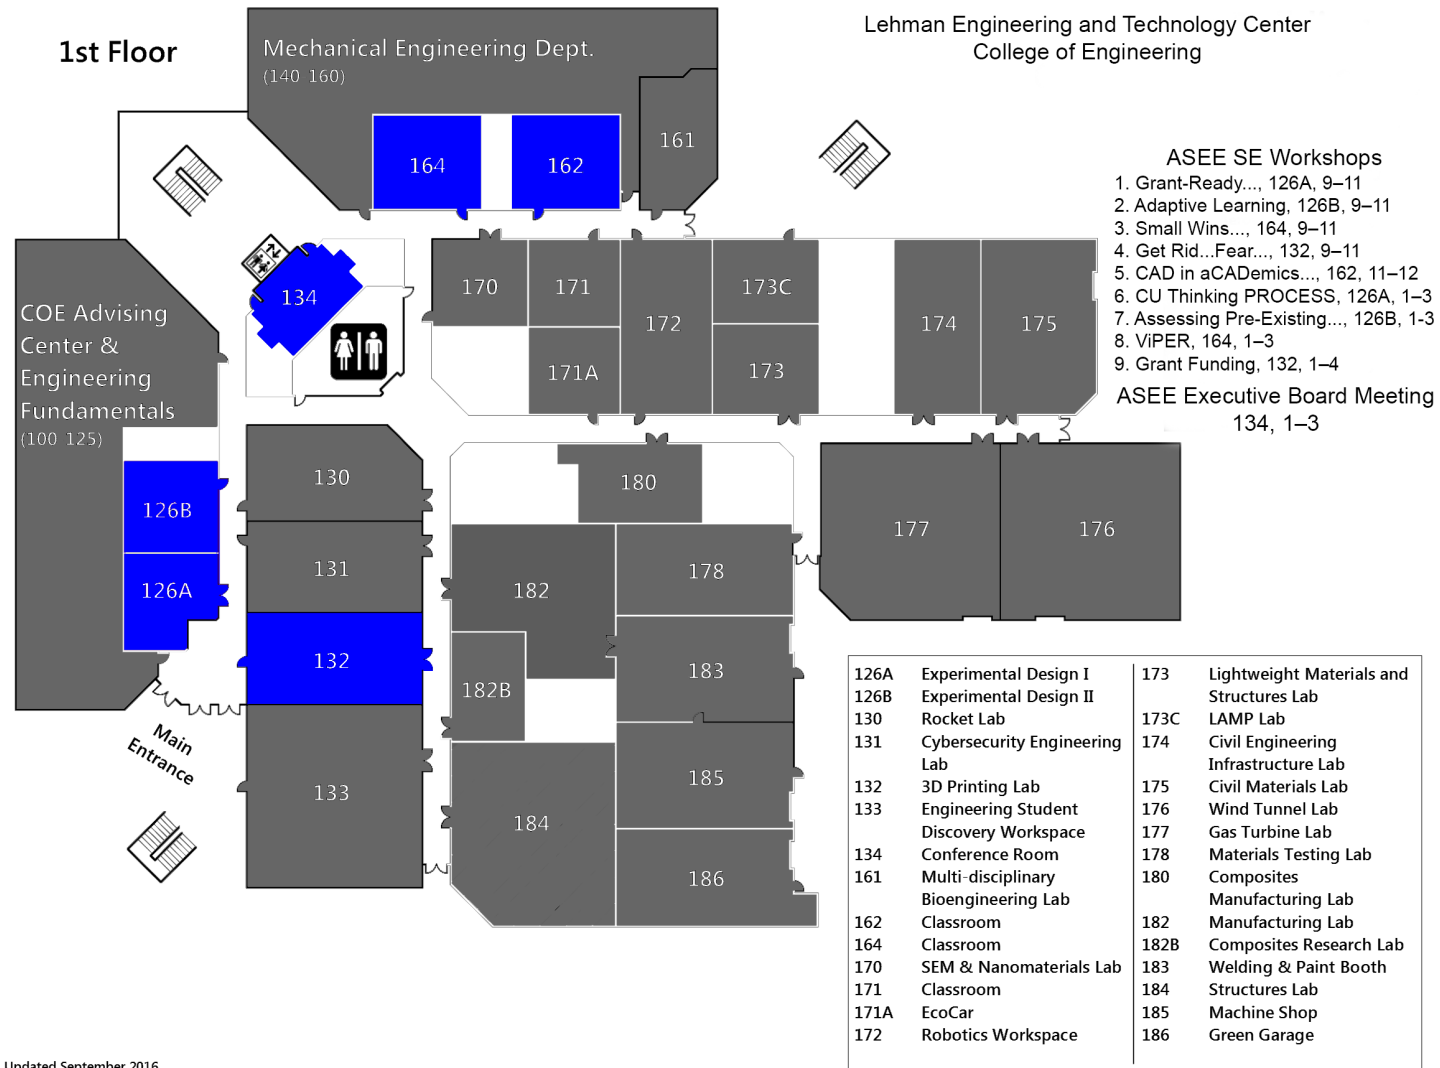 1st Floor
Mechanical Engineering Dept.
(140 160)
Lehman Engineering and Technology Center
College of Engineering
161
164
162
ASEE SE Workshops
1. Grant-Ready..., 126A, 9–11
2. Adaptive Learning, 126B, 9–11
3. Small Wins..., 164, 9–11
4. Get Rid...Fear..., 132, 9–11
5. CAD in aCADemics..., 162, 11–12
6. CU Thinking PROCESS, 126A, 1–3
7. Assessing Pre-Existing..., 126B, 1-3
8. ViPER, 164, 1–3
9. Grant Funding, 132, 1–4
ASEE Executive Board Meeting
134, 1–3
134
170
171
173C
172
174
175
171A
173
COE Advising
Center &
Engineering
Fundamentals
(100 125)
126B
126A
130
131
132
133
180
182
178
182B
183
185
184
186
177
176
Main
Entrance
126A Experimental Design I
126B Experimental Design II
130 Rocket Lab
131 Cybersecurity Engineering
Lab
132 3D Printing Lab
133 Engineering Student
Discovery Workspace
134 Conference Room
161 Multi-disciplinary
Bioengineering Lab
162 Classroom
164 Classroom
170 SEM & Nanomaterials Lab
171 Classroom
171A EcoCar
172 Robotics Workspace
173 Lightweight Materials and
Structures Lab
173C LAMP Lab
174 Civil Engineering
Infrastructure Lab
175 Civil Materials Lab
176 Wind Tunnel Lab
177 Gas Turbine Lab
178 Materials Testing Lab
180 Composites
Manufacturing Lab
182 Manufacturing Lab
182B Composites Research Lab
183 Welding & Paint Booth
184 Structures Lab
185 Machine Shop
186 Green Garage
Updated September 2016